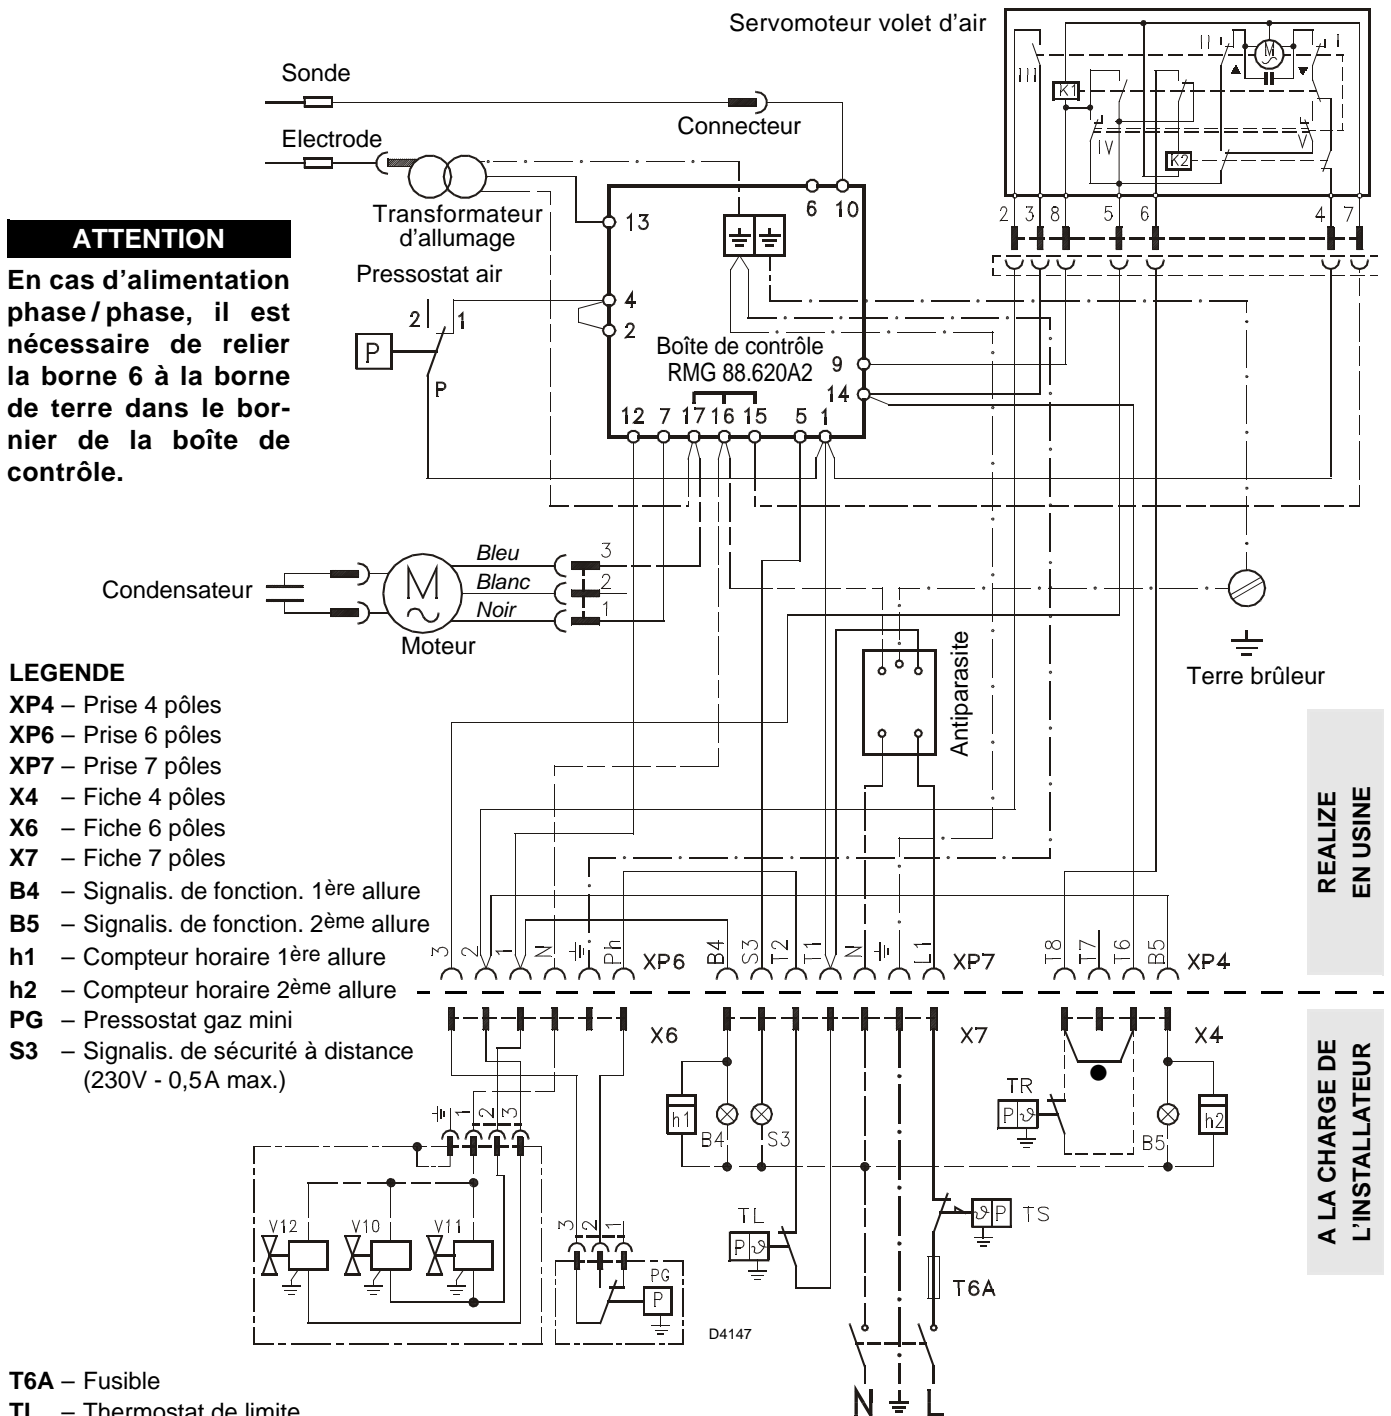 Servomoteur volet d'air
II
M
I
III
K1
IV
V
K2
2 3 8 5 6 4 7
Sonde
Connecteur
Electrode
Transformateur
d'allumage
6 10
13
ATTENTION
En cas d'alimentation
phase / phase, il est
nécessaire de relier
la borne 6 à la borne
de terre dans le bor-
nier de la boîte de
contrôle.
Pressostat air
2 1
P
P
4
2
Boîte de contrôle
RMG 88.620A2
9
14
12 7 17 16 15 5 1
Condensateur
M
Moteur
Bleu 3
Blanc 2
Noir 1
Antiparasite
Terre brûleur
LEGENDE
XP4 – Prise 4 pôles
XP6 – Prise 6 pôles
XP7 – Prise 7 pôles
X4 – Fiche 4 pôles
X6 – Fiche 6 pôles
X7 – Fiche 7 pôles
B4 – Signalis. de fonction. 1ère allure
B5 – Signalis. de fonction. 2ème allure
h1 – Compteur horaire 1ère allure
h2 – Compteur horaire 2ème allure
PG – Pressostat gaz mini
S3 – Signalis. de sécurité à distance
(230V - 0,5A max.)
REALIZE
EN USINE
3 2 1 N Ph XP6
B4 S3 T2 T1 N L1 XP7
T8 T7 T6 B5 XP4
X6
X7
X4
A LA CHARGE DE
L'INSTALLATEUR
h1
B4
S3
TR
P ϑ
B5
h2
1 2 3
V12
V10
V11
3 2 1
PG
P
TL
P ϑ
ϑ P
TS
T6A
D4147
N L
T6A – Fusible
TL – Thermostat de limite